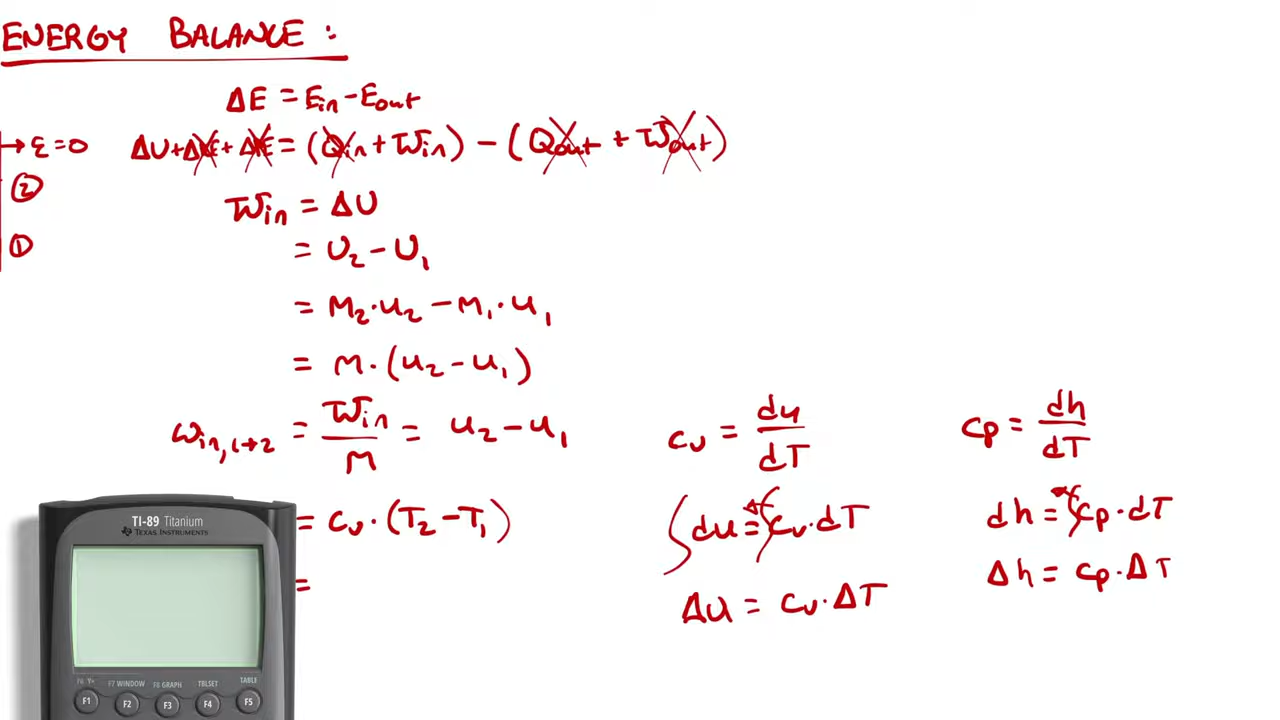 ENERGY BALANCE:
ΔE = Ein - Eout
→ Q = 0
ΔU + ΔKE + ΔPE = (Qin + Win) - (Qout + Wout)
②
Win = ΔU
①
= U2 - U1
= m2·u2 - m1·u1
= m·(u2 - u1)
win,1→2 = Win/m = u2 - u1
cv = du/dT
cp = dh/dT
= cv·(T2 - T1)
∫du = ∫cv·dT
dh = ∫cp·dT
=
Δu = cv·ΔT
Δh = cp·ΔT
TI-89 Titanium
TEXAS INSTRUMENTS
F6 Y= F7 WINDOW F8 GRAPH TBLSET TABLE
F1 F2 F3 F4 F5